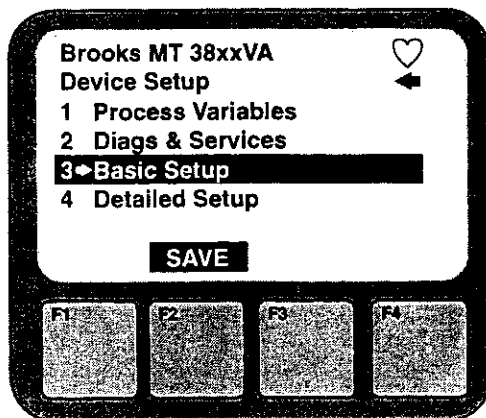 Brooks MT 38xxVA
Device Setup
1 Process Variables
2 Diags & Services
3 Basic Setup
4 Detailed Setup
SAVE
F1 F2 F3 F4